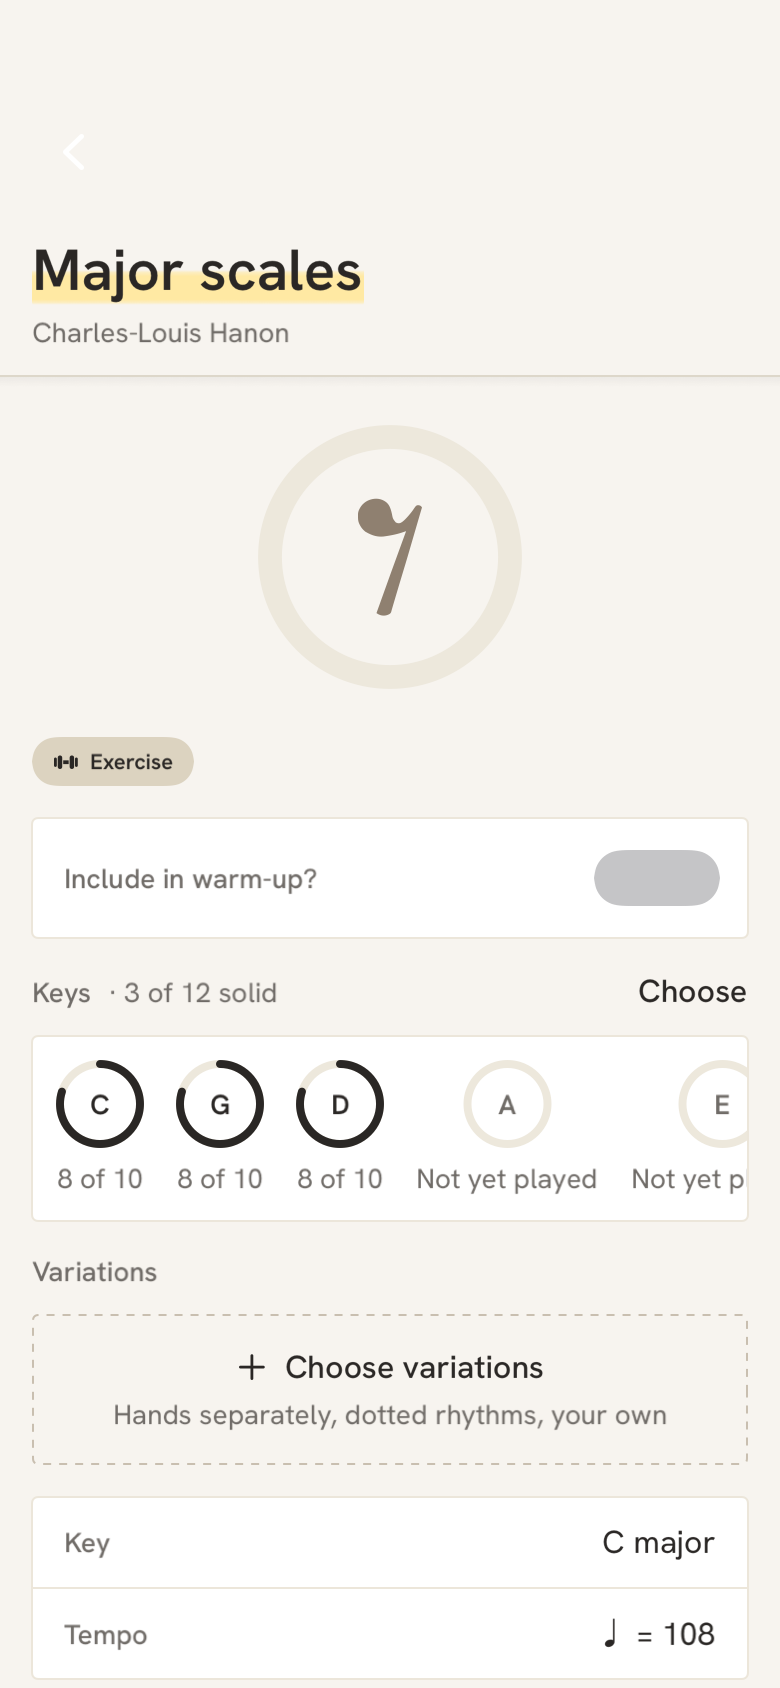 Major scales
Charles-Louis Hanon
Exercise
Include in warm-up?
Keys · 3 of 12 solid Choose
C G D A E
8 of 10 8 of 10 8 of 10 Not yet played Not yet p
Variations
+ Choose variations
Hands separately, dotted rhythms, your own
Key C major
Tempo ♩ = 108